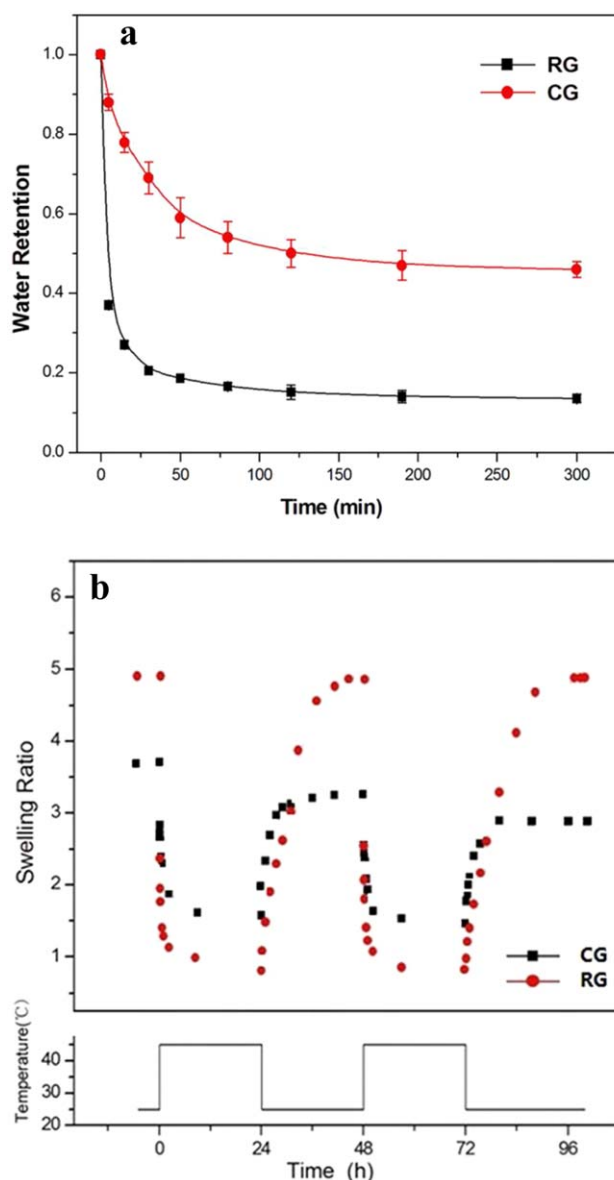 a
RG
CG
Water Retention
1.0
0.8
0.6
0.4
0.2
0.0
0 50 100 150 200 250 300
Time (min)
b
Swelling Ratio
6
5
4
3
2
1
CG
RG
Temperature(℃)
40
30
20
0 24 48 72 96
Time (h)